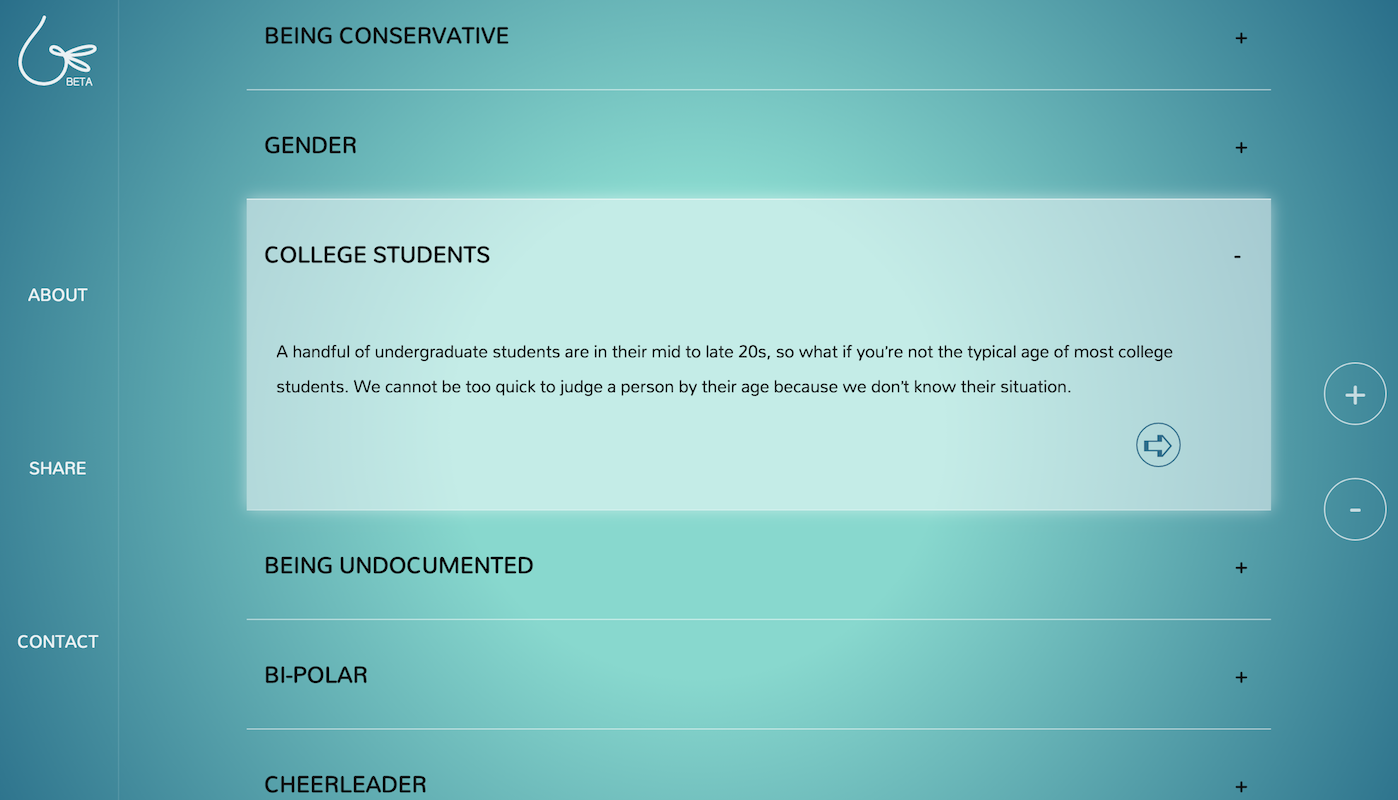 BETA
ABOUT
SHARE
CONTACT
BEING CONSERVATIVE +
GENDER +
COLLEGE STUDENTS -
A handful of undergraduate students are in their mid to late 20s, so what if you're not the typical age of most college
students. We cannot be too quick to judge a person by their age because we don't know their situation.
BEING UNDOCUMENTED +
BI-POLAR +
CHEERLEADER +
+
-